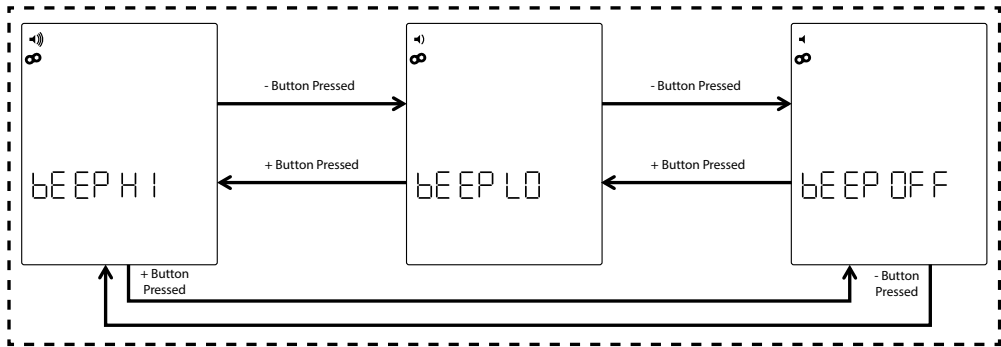 - Button Pressed
- Button Pressed
+ Button Pressed
+ Button Pressed
bEEP HI
bEEP LO
bEEP OFF
+ Button
Pressed
- Button
Pressed